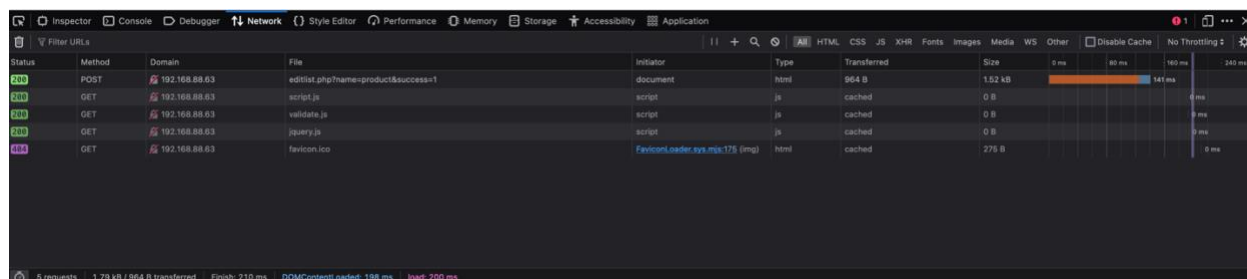 Inspector Console Debugger Network {} Style Editor Performance Memory Storage Accessibility Application 1
Filter URLs All HTML CSS JS XHR Fonts Images Media WS Other Disable Cache No Throttling
Status Method Domain File Initiator Type Transferred Size 0 ms 80 ms 160 ms 240 ms
200 POST 192.168.88.63 editlist.php?name=product&success=1 document html 964 B 1.52 kB 141 ms
200 GET 192.168.88.63 script.js script js cached 0 B 0 ms
200 GET 192.168.88.63 validate.js script js cached 0 B 0 ms
200 GET 192.168.88.63 jquery.js script js cached 0 B 0 ms
404 GET 192.168.88.63 favicon.ico FaviconLoader.sys.mjs:175 (img) html cached 275 B 0 ms
5 requests 1.79 kB / 964 B transferred Finish: 210 ms DOMContentLoaded: 198 ms load: 200 ms